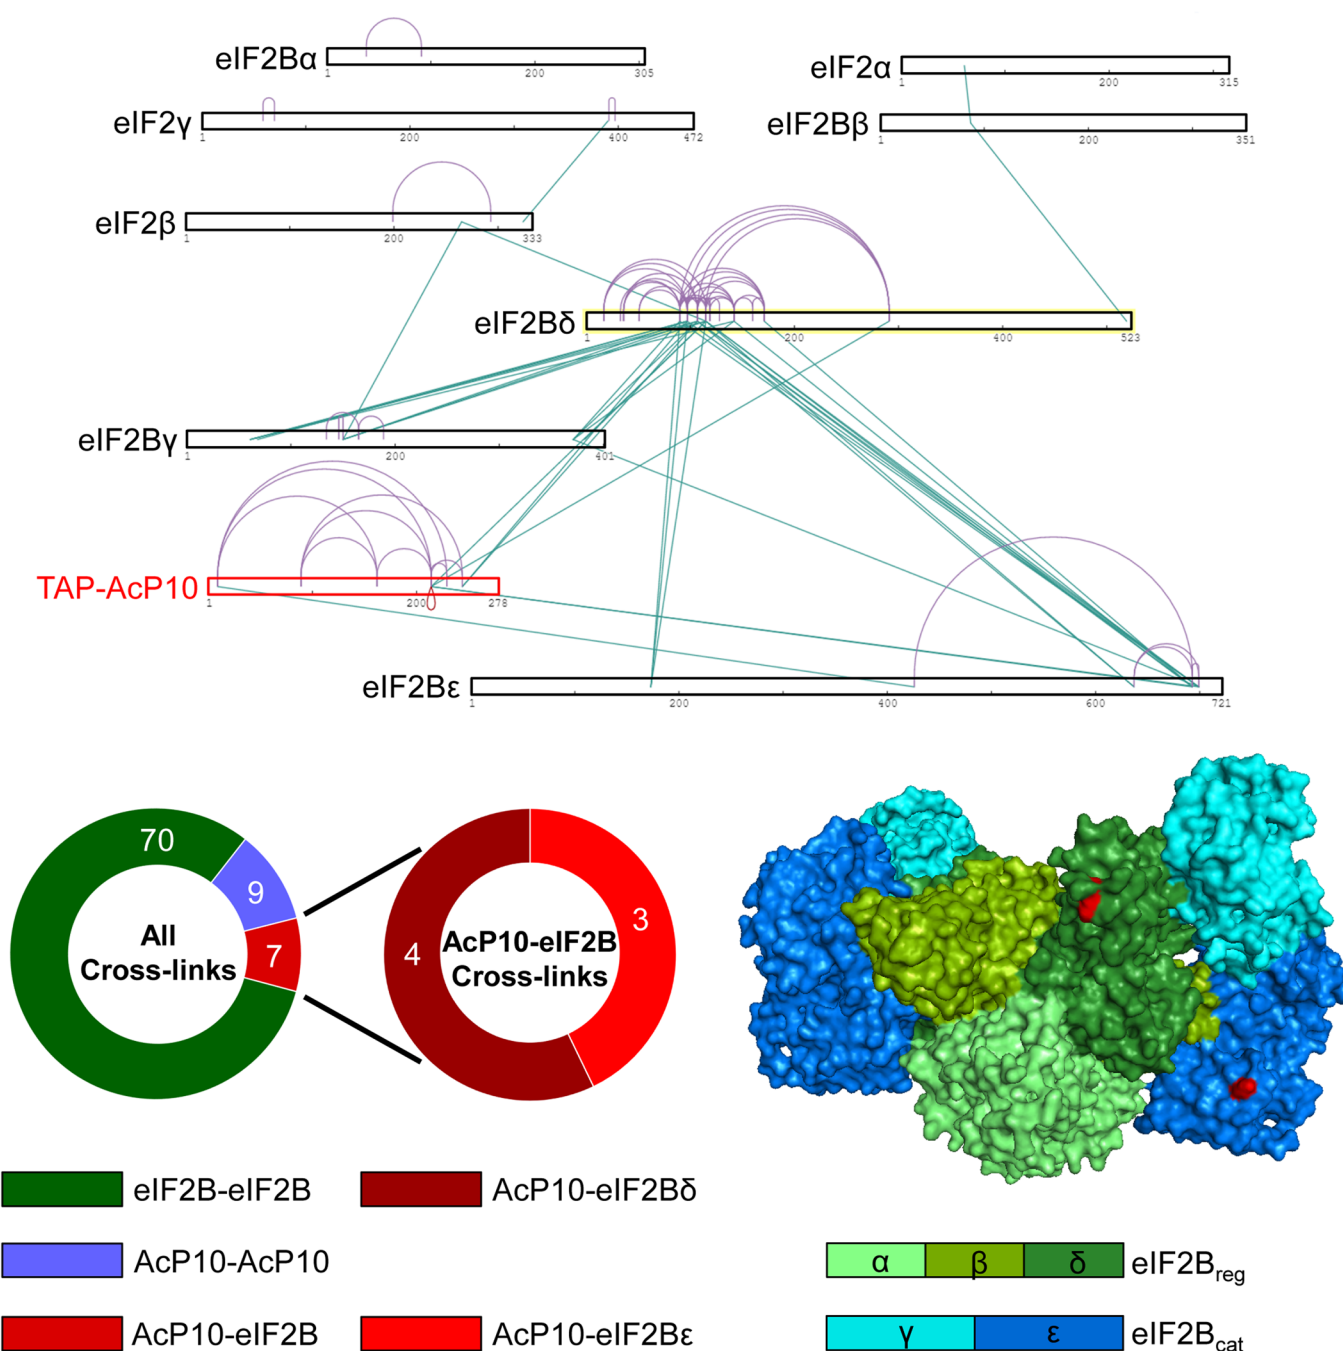 eIF2Bα
1 200 305
eIF2α
1 200 315
eIF2γ
1 200 400 472
eIF2Bβ
1 200 351
eIF2β
1 200 333
eIF2Bδ
1 200 400 523
eIF2Bγ
1 200 401
TAP-AcP10
1 200 278
eIF2Bε
1 200 400 600 721
70
9
7
All
Cross-links
4
3
AcP10-eIF2B
Cross-links
eIF2B-eIF2B
AcP10-eIF2Bδ
AcP10-AcP10
α β δ eIF2Breg
AcP10-eIF2B
AcP10-eIF2Bε
γ ε eIF2Bcat